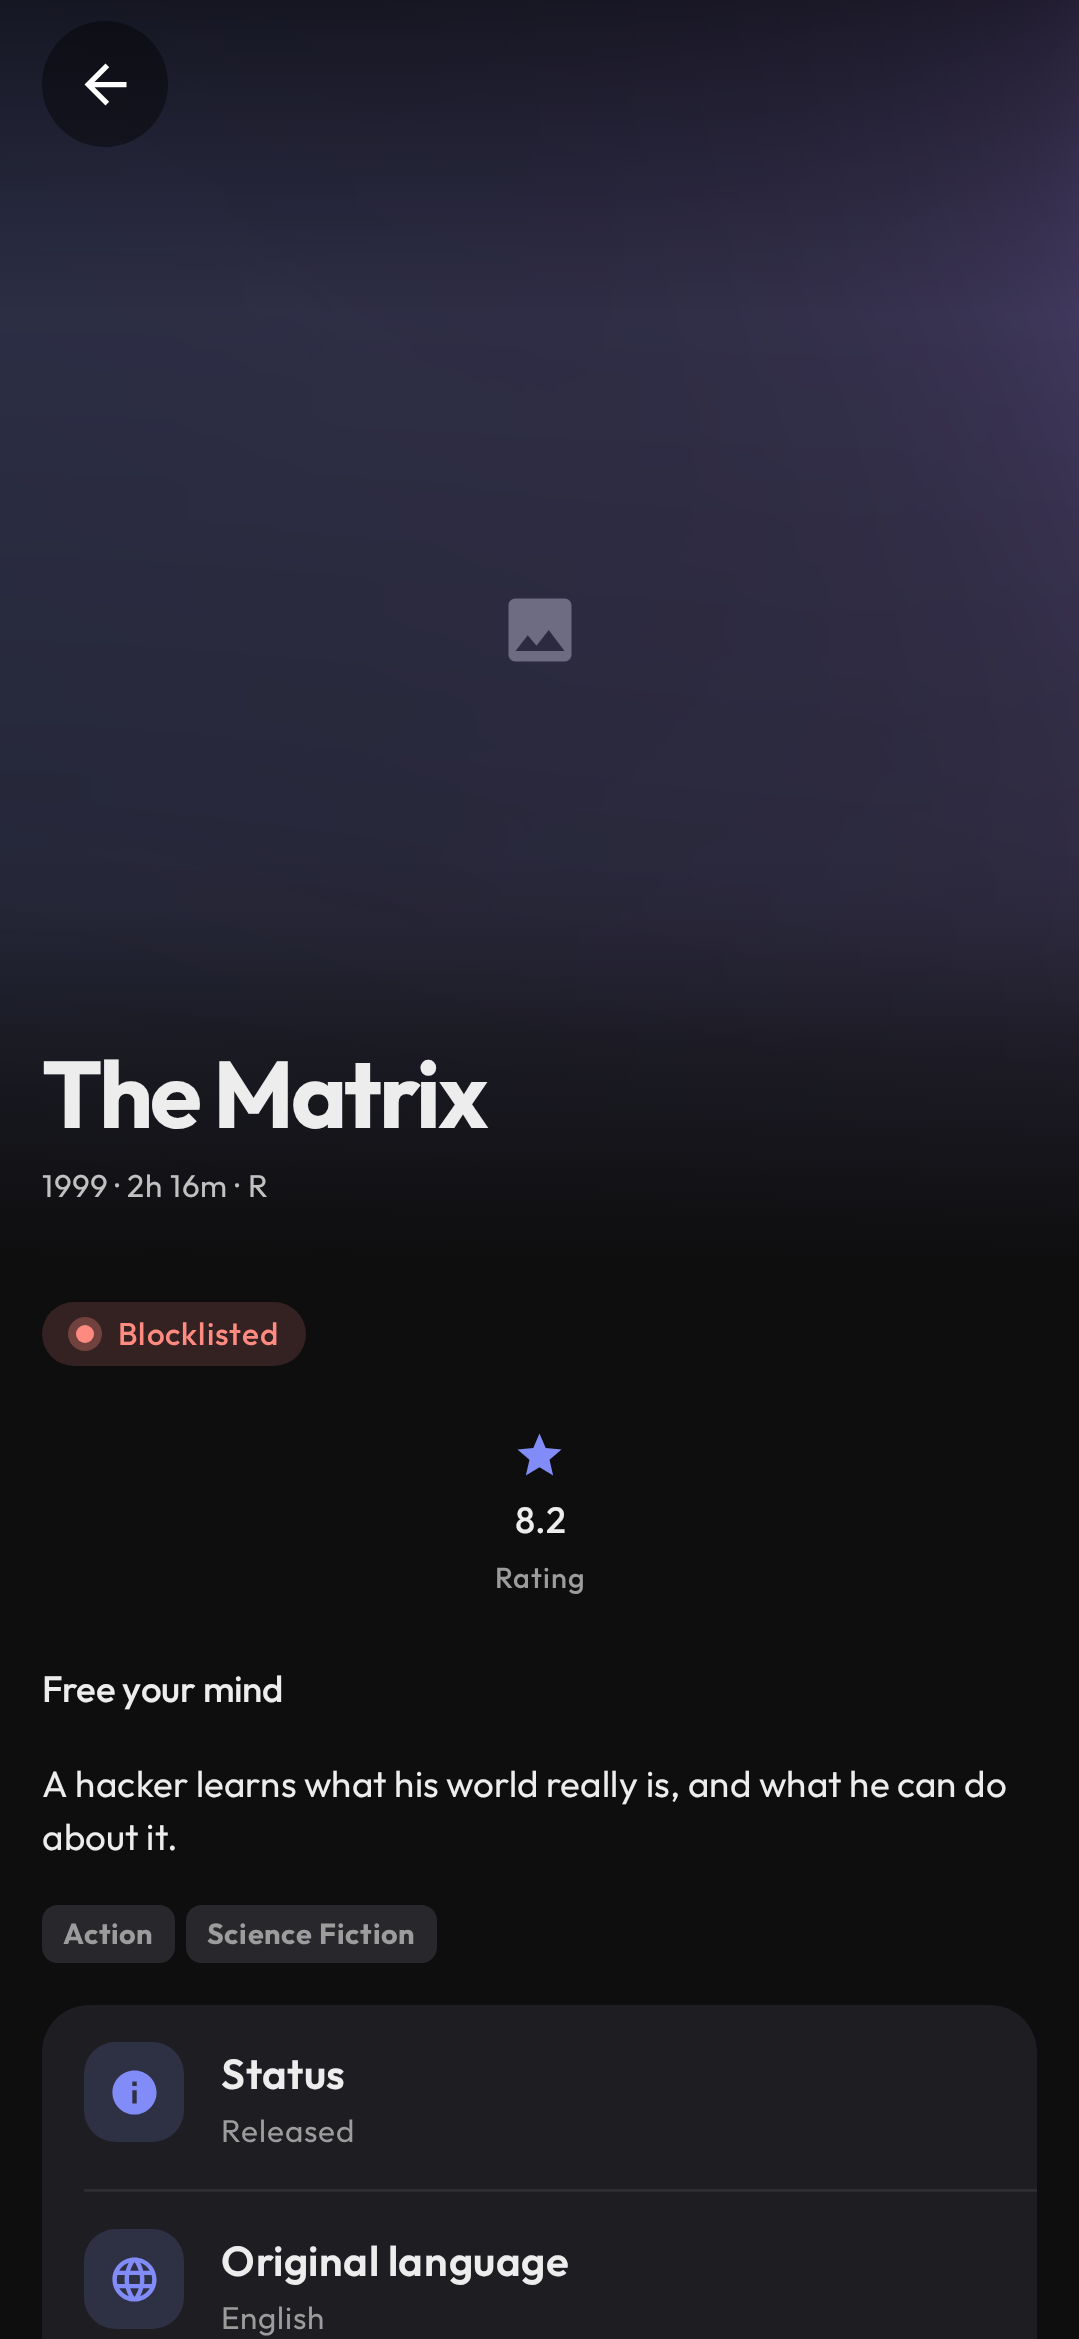 The Matrix
1999 · 2h 16m · R
Blocklisted
8.2
Rating
Free your mind
A hacker learns what his world really is, and what he can do
about it.
Action
Science Fiction
Status
Released
Original language
English